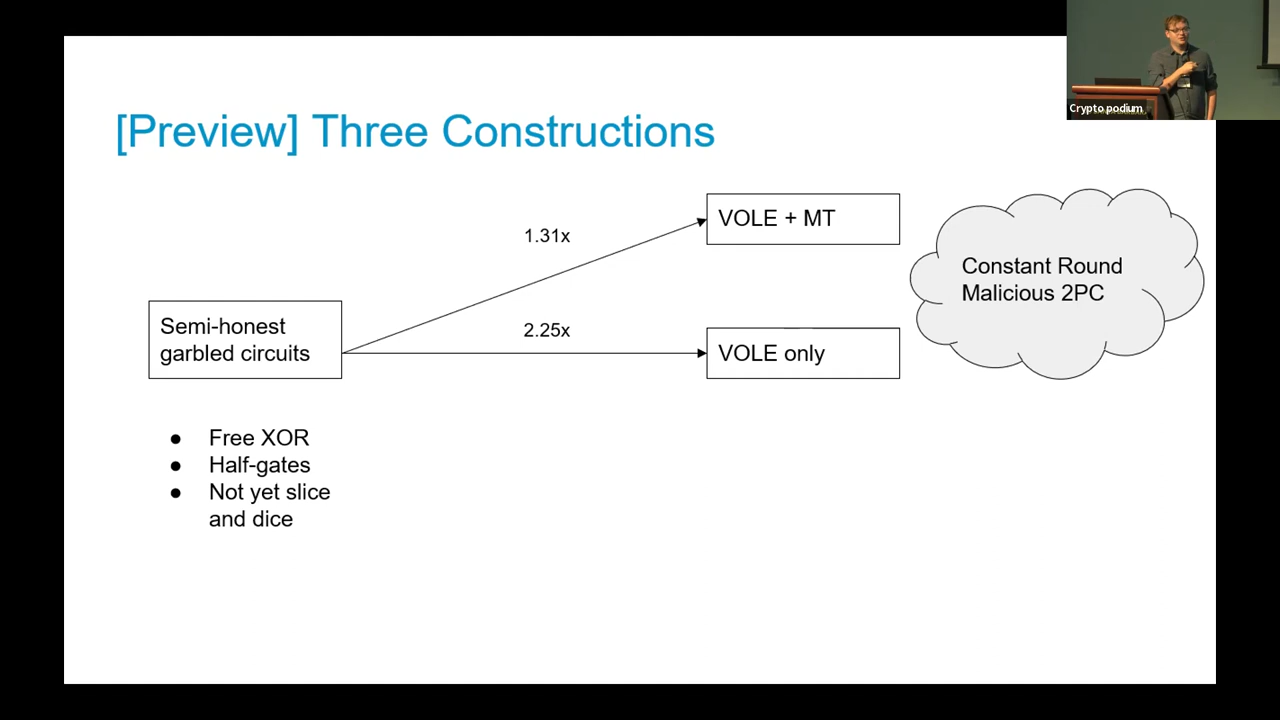 Crypto podium
[Preview] Three Constructions
VOLE + MT
1.31x
Constant Round
Malicious 2PC
Semi-honest
garbled circuits
2.25x
VOLE only
● Free XOR
● Half-gates
● Not yet slice
and dice